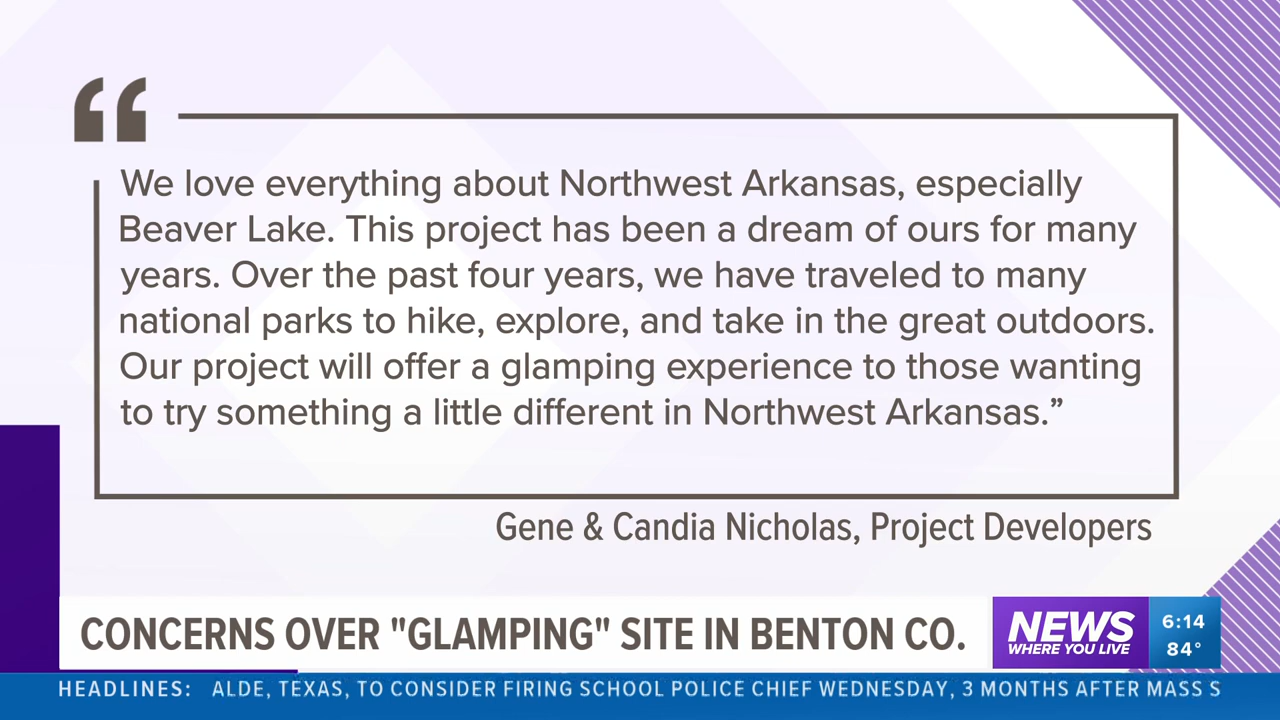 “
We love everything about Northwest Arkansas, especially
Beaver Lake. This project has been a dream of ours for many
years. Over the past four years, we have traveled to many
national parks to hike, explore, and take in the great outdoors.
Our project will offer a glamping experience to those wanting
to try something a little different in Northwest Arkansas.”
Gene & Candia Nicholas, Project Developers
CONCERNS OVER "GLAMPING" SITE IN BENTON CO.
NEWS
WHERE YOU LIVE
6:14
84°
HEADLINES: ALDE, TEXAS, TO CONSIDER FIRING SCHOOL POLICE CHIEF WEDNESDAY, 3 MONTHS AFTER MASS S